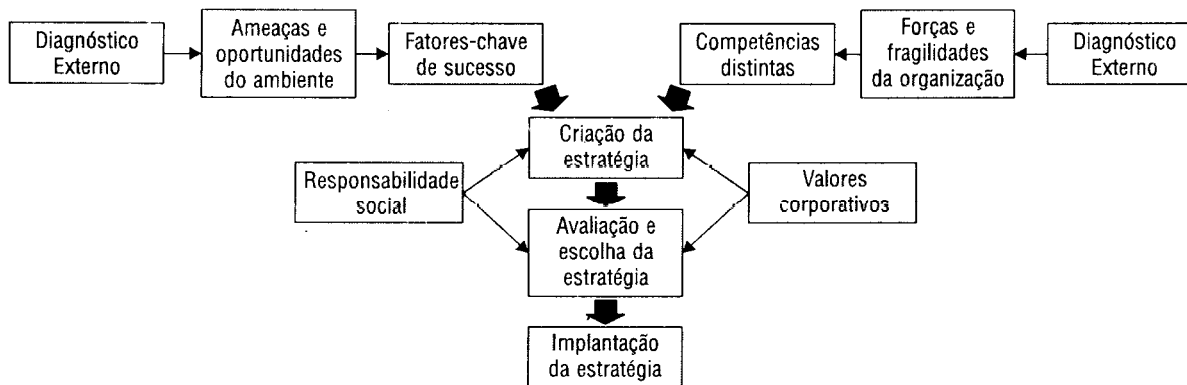 Diagnóstico
Externo
Ameaças e
oportunidades
do ambiente
Fatores-chave
de sucesso
Competências
distintas
Forças e
fragilidades
da organização
Diagnóstico
Externo
Criação da
estratégia
Responsabilidade
social
Valores
corporativos
Avaliação e
escolha da
estratégia
Implantação
da estratégia